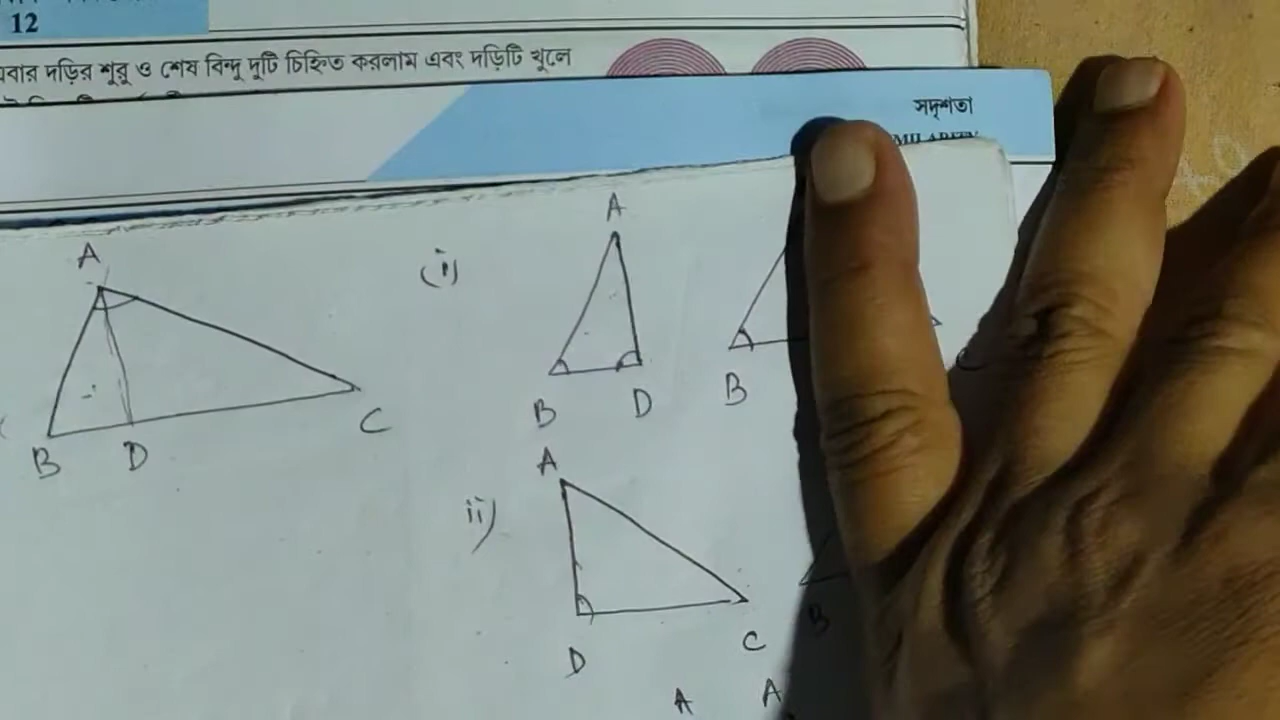 12
দড়ির শুরু ও শেষ বিন্দু দুটি চিহ্নিত করলাম এবং দড়িটি খুলে
সদৃশতা
A
B D C
(i)
A
B D
B
ii)
A
D C
B
A A